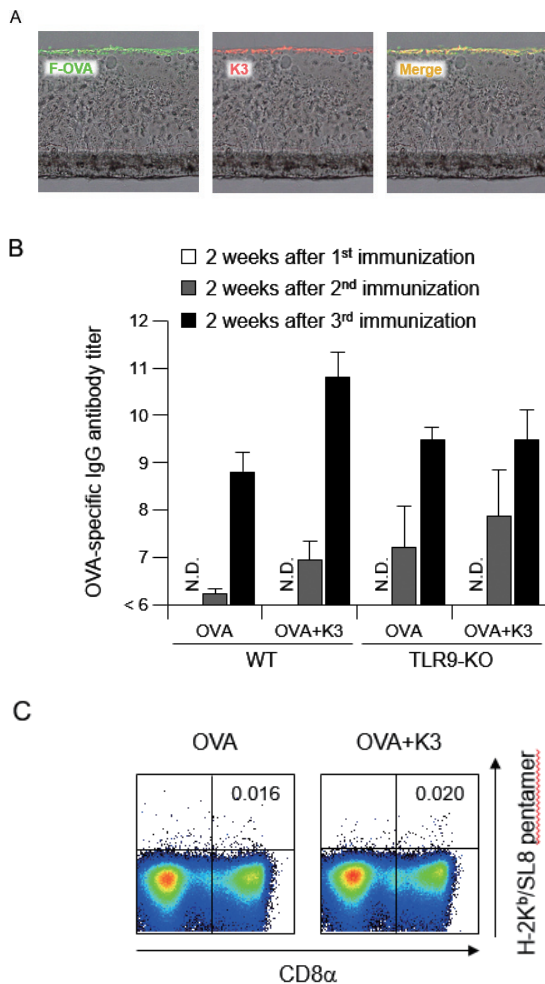 A
F-OVA K3 Merge
B
2 weeks after 1st immunization
2 weeks after 2nd immunization
2 weeks after 3rd immunization
OVA-specific IgG antibody titer
12
11
10
9
8
7
< 6
N.D. N.D. N.D. N.D.
OVA OVA+K3 OVA OVA+K3
WT TLR9-KO
C
OVA OVA+K3
0.016 0.020
H-2Kᵇ/SL8 pentamer
CD8α